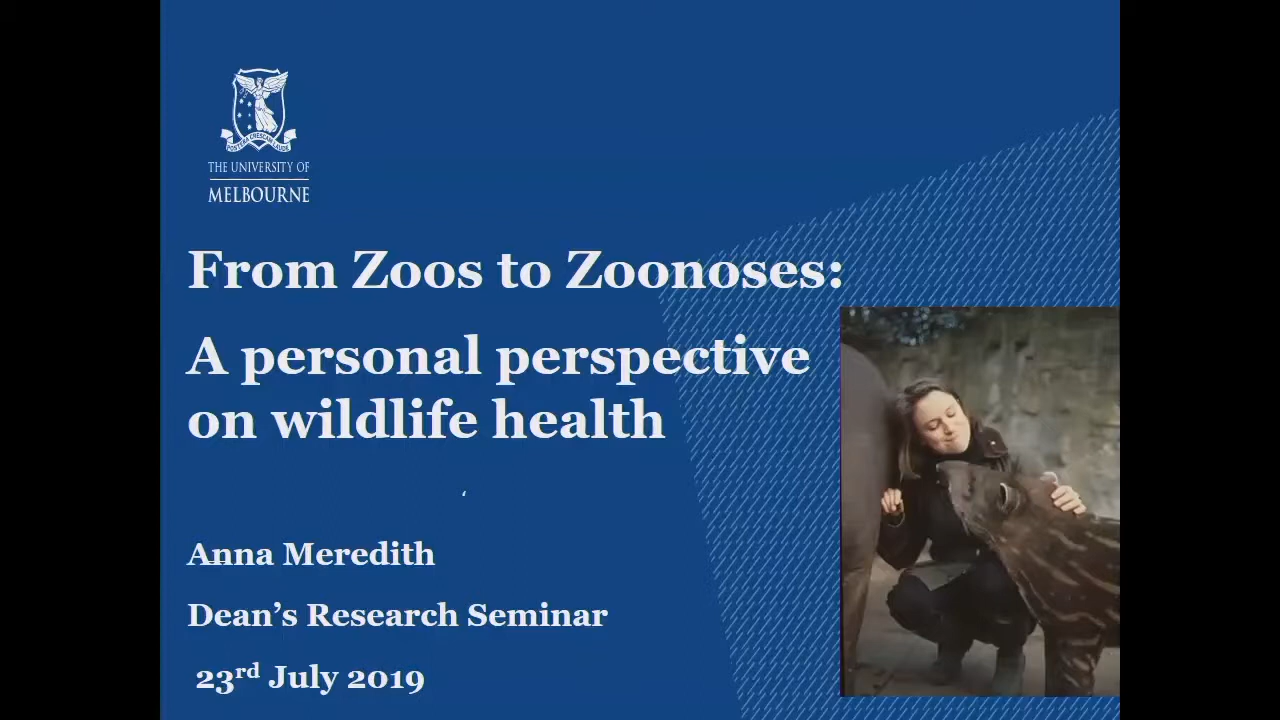 THE UNIVERSITY OF
MELBOURNE
From Zoos to Zoonoses:
A personal perspective
on wildlife health
‘
Anna Meredith
Dean’s Research Seminar
23rd July 2019